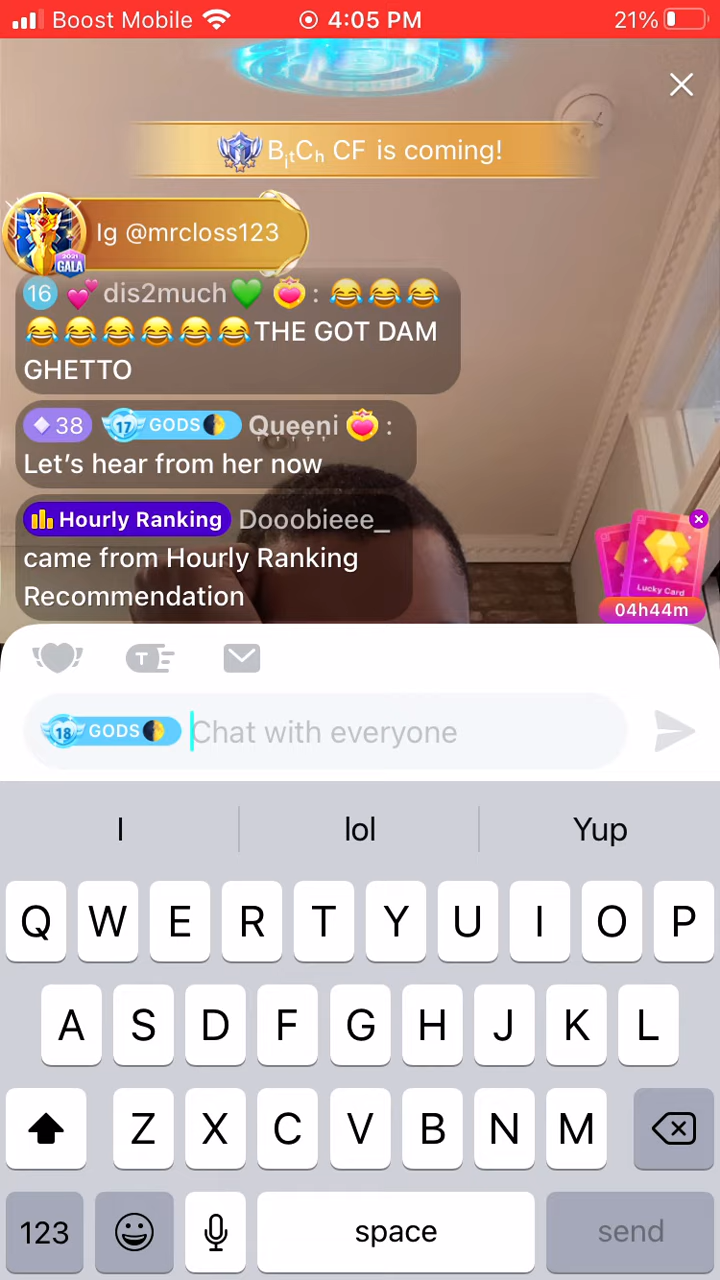 Boost Mobile 4:05 PM 21%
BitCh CF is coming!
Ig @mrcloss123
2021
GALA
16 💕 dis2much💚 : 😂😂😂
😂😂😂😂😂😂THE GOT DAM
GHETTO
38 17 GODS🌓 Queeni :
Let's hear from her now
Hourly Ranking Dooobieee_
came from Hourly Ranking
Recommendation
Lucky Card
04h44m
T
18 GODS🌓 Chat with everyone
I lol Yup
Q W E R T Y U I O P
A S D F G H J K L
Z X C V B N M
123 space send